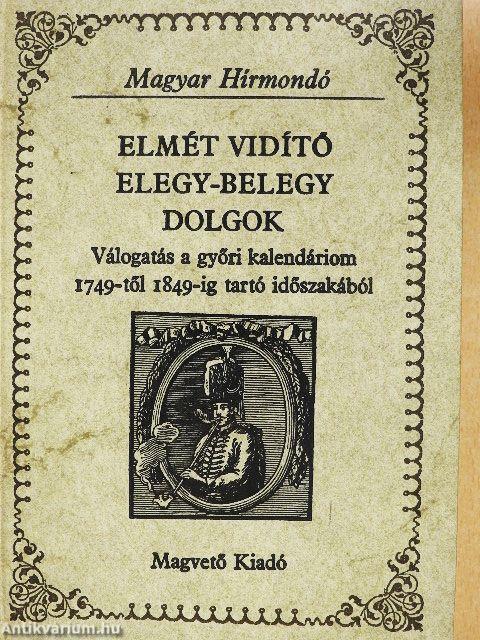 Magyar Hírmondó
ELMÉT VIDÍTÓ
ELEGY-BELEGY
DOLGOK
Válogatás a győri kalendáriom
1749-től 1849-ig tartó időszakából
Magvető Kiadó
Antikvárium.hu